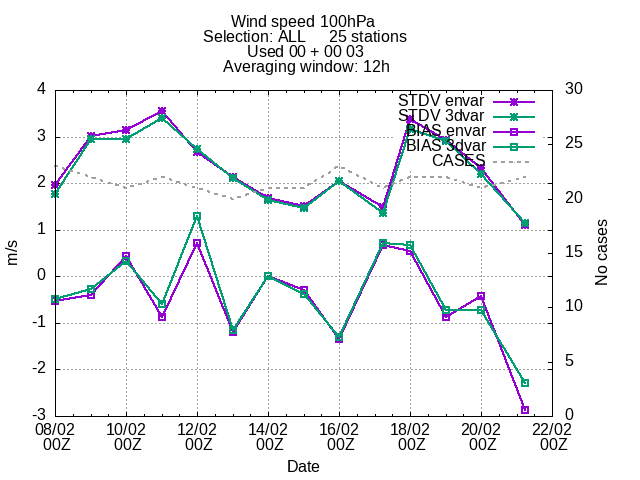 Wind speed 100hPa
Selection: ALL     25 stations
Used 00 + 00 03
Averaging window: 12h
STDV envar
STDV 3dvar
BIAS envar
BIAS 3dvar
CASES
4
3
2
1
0
-1
-2
-3
m/s
30
25
20
15
10
5
0
No cases
08/02 10/02 12/02 14/02 16/02 18/02 20/02 22/02
00Z 00Z 00Z 00Z 00Z 00Z 00Z 00Z
Date